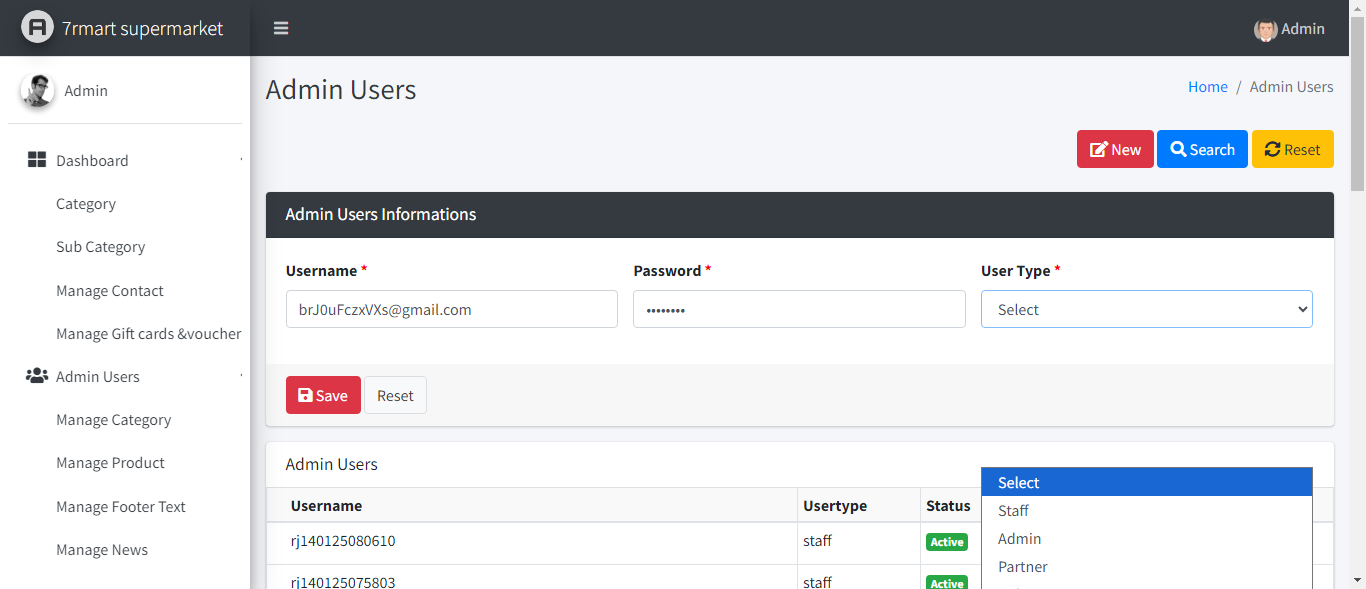 7rmart supermarket
Admin
Admin
Admin Users
Home / Admin Users
New
Search
Reset
Dashboard
Category
Sub Category
Manage Contact
Manage Gift cards &voucher
Admin Users
Manage Category
Manage Product
Manage Footer Text
Manage News
Admin Users Informations
Username *
Password *
User Type *
brJ0uFczxVXs@gmail.com
••••••••
Select
Save
Reset
Admin Users
Username Usertype Status
rj140125080610 staff Active
rj140125075803 staff Active
Select
Staff
Admin
Partner